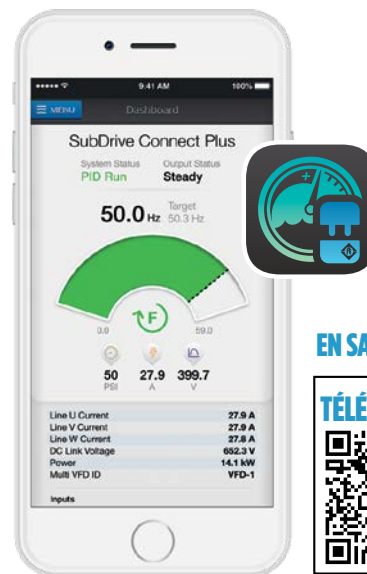 9:41 AM 100%
MENU Dashboard
SubDrive Connect Plus
System Status Output Status
PID Run Steady
50.0 Hz Target 50.3 Hz
0.0 59.0
F
50 27.9 399.7
PSI A V
Line U Current 27.9 A
Line V Current 27.9 A
Line W Current 27.8 A
DC Link Voltage 652.3 V
Power 14.1 kW
Multi VFD ID VFD-1
Inputs
EN SA
TÉLÉ